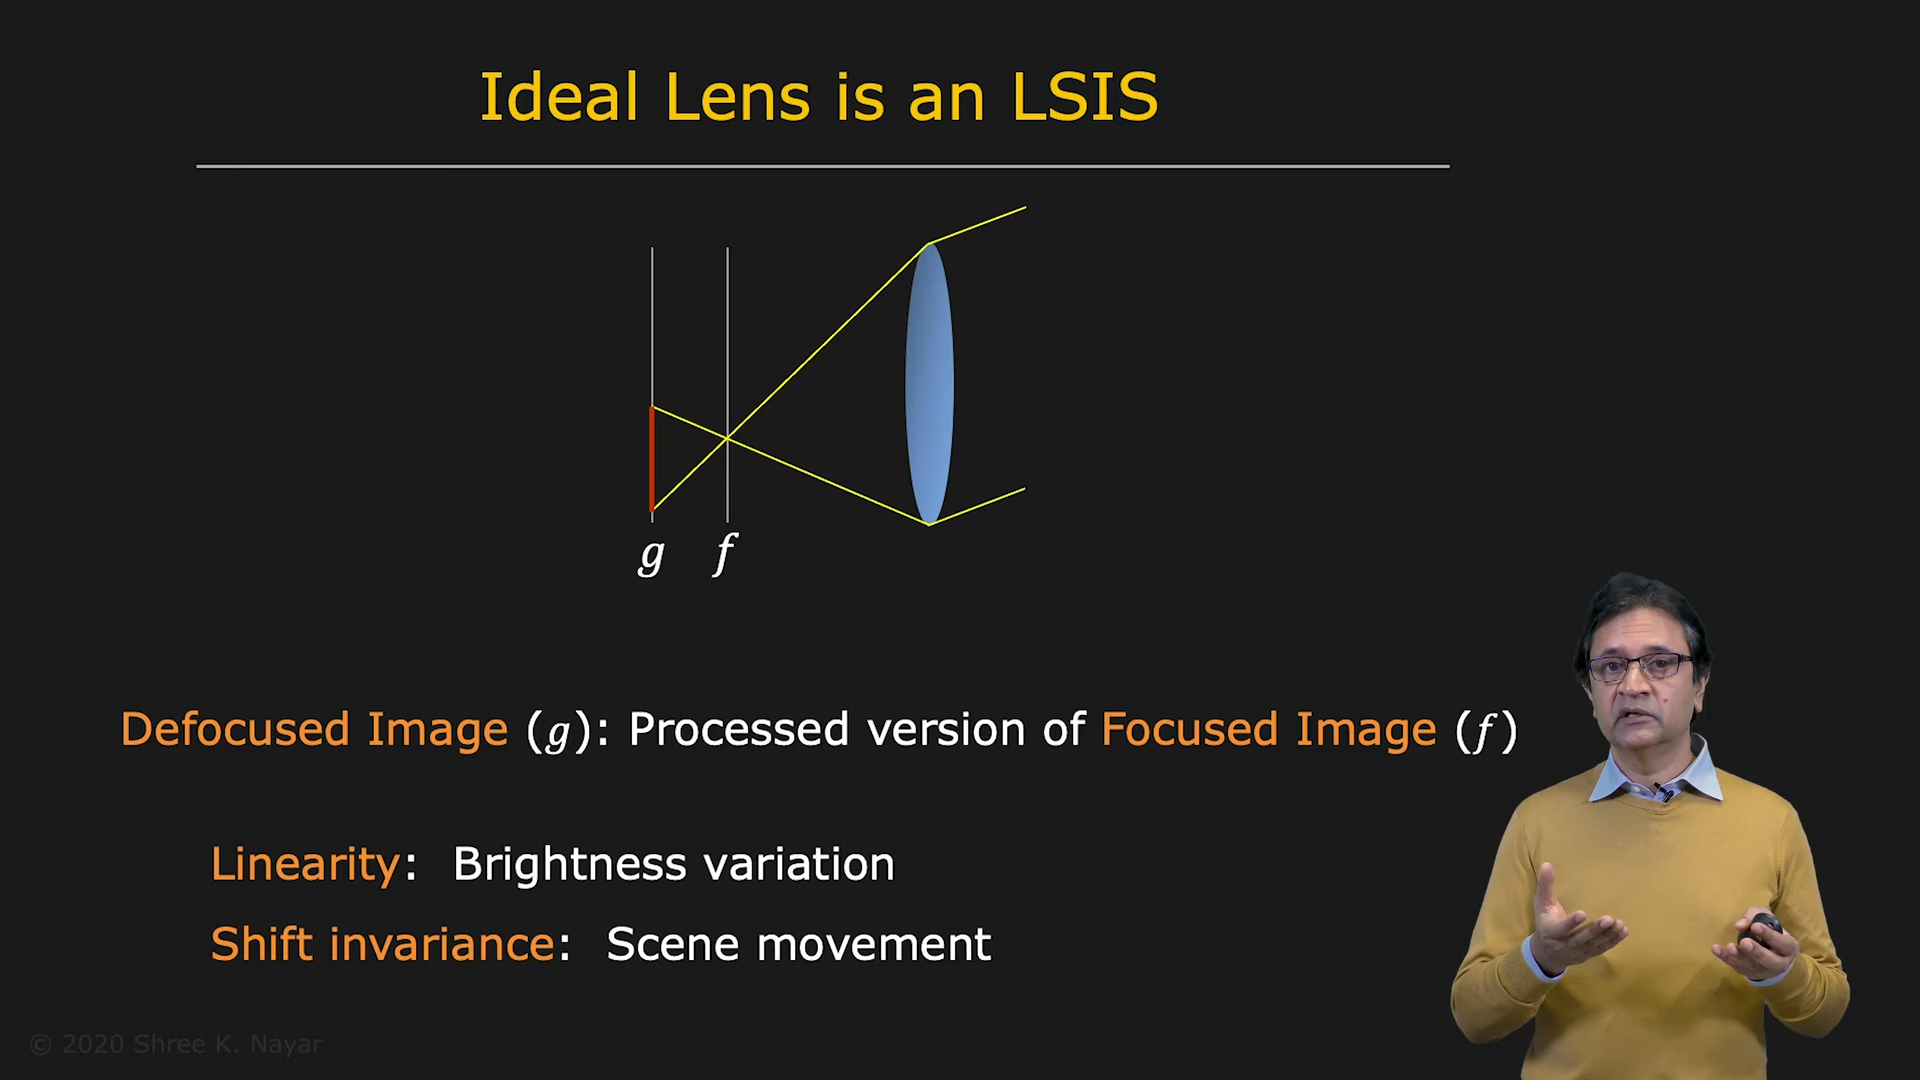 Ideal Lens is an LSIS
g f
Defocused Image (g): Processed version of Focused Image (f)
Linearity: Brightness variation
Shift invariance: Scene movement
© 2020 Shree K. Nayar